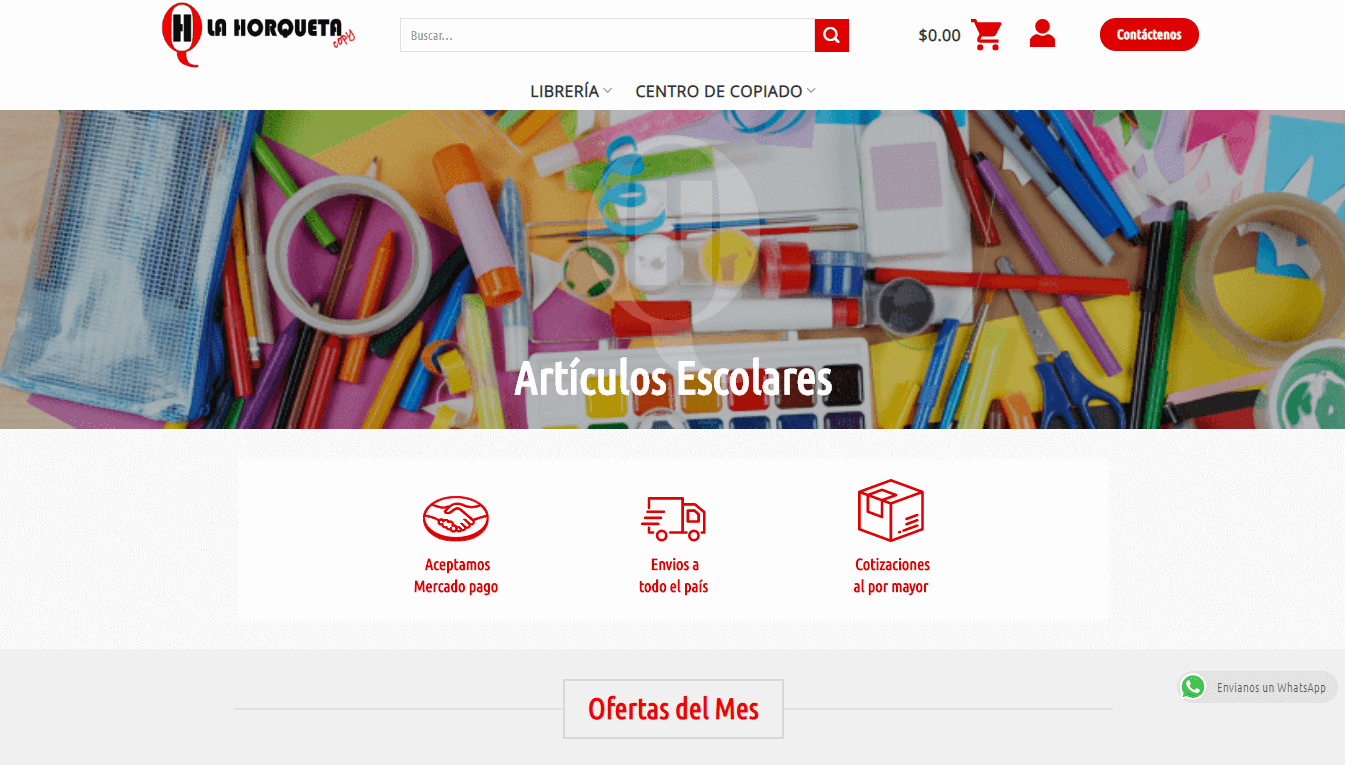 LA HORQUETA
copy
Buscar...
$0.00
Contáctenos
LIBRERÍA
CENTRO DE COPIADO
Artículos Escolares
Aceptamos
Mercado pago
Envios a
todo el país
Cotizaciones
al por mayor
Ofertas del Mes
Envianos un WhatsApp